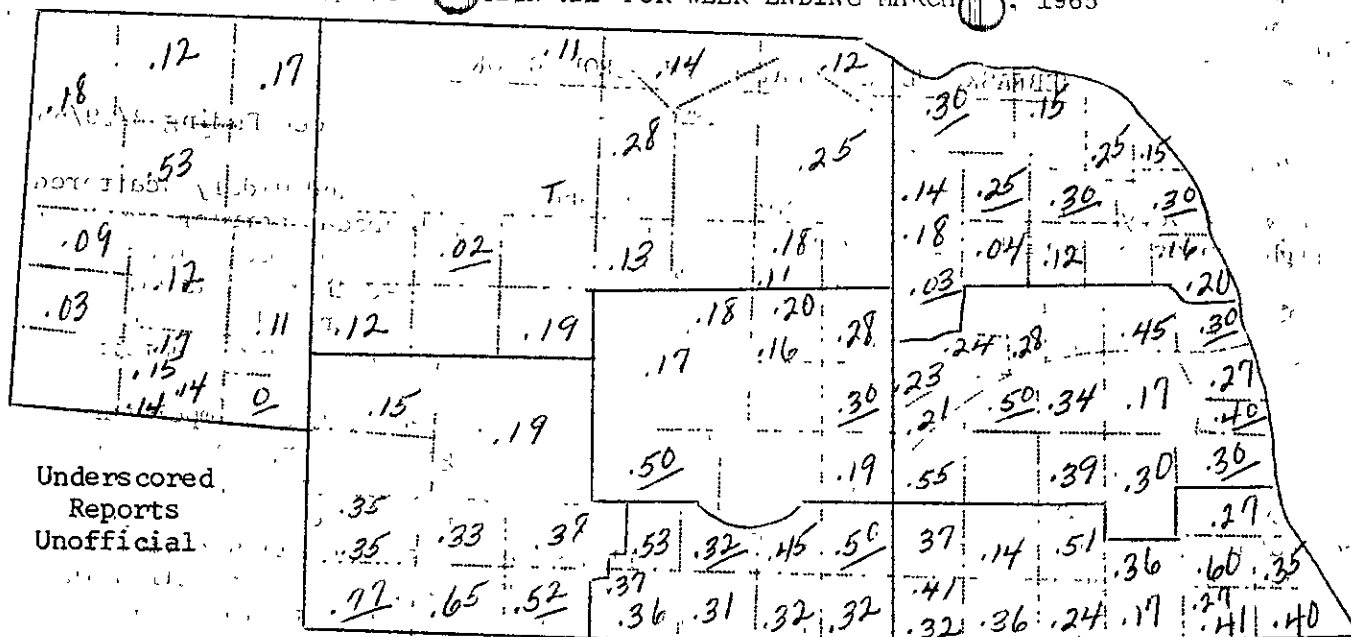 FOR WEEK ENDING MARCH , 1965
.11 .14 .12
.12 .17
.18 .30 .15
.28 .25 .25 .15
.53
.14 .25 .30 .30
T
.09 .02 .13 .18 .18 .04 .12 .16
.12 .11 .03 .20
.03 .11 .12 .19 .18 .20 .28 .45 .30
.17 .17 .16 .24 .28
.15 .14 .23 .27
.14 0 .15 .19 .30 .21 .50 .34 .17 .40
.50 .19 .55 .39 .30 .30
Underscored
Reports
Unofficial
.35 .27
.35 .33 .53 .32 .45 .37 .14 .51
.37 .41 .36 .60 .35
.77 .65 .52 .36 .31 .32 .32 .32 .36 .24 .17 .27 .41 .40